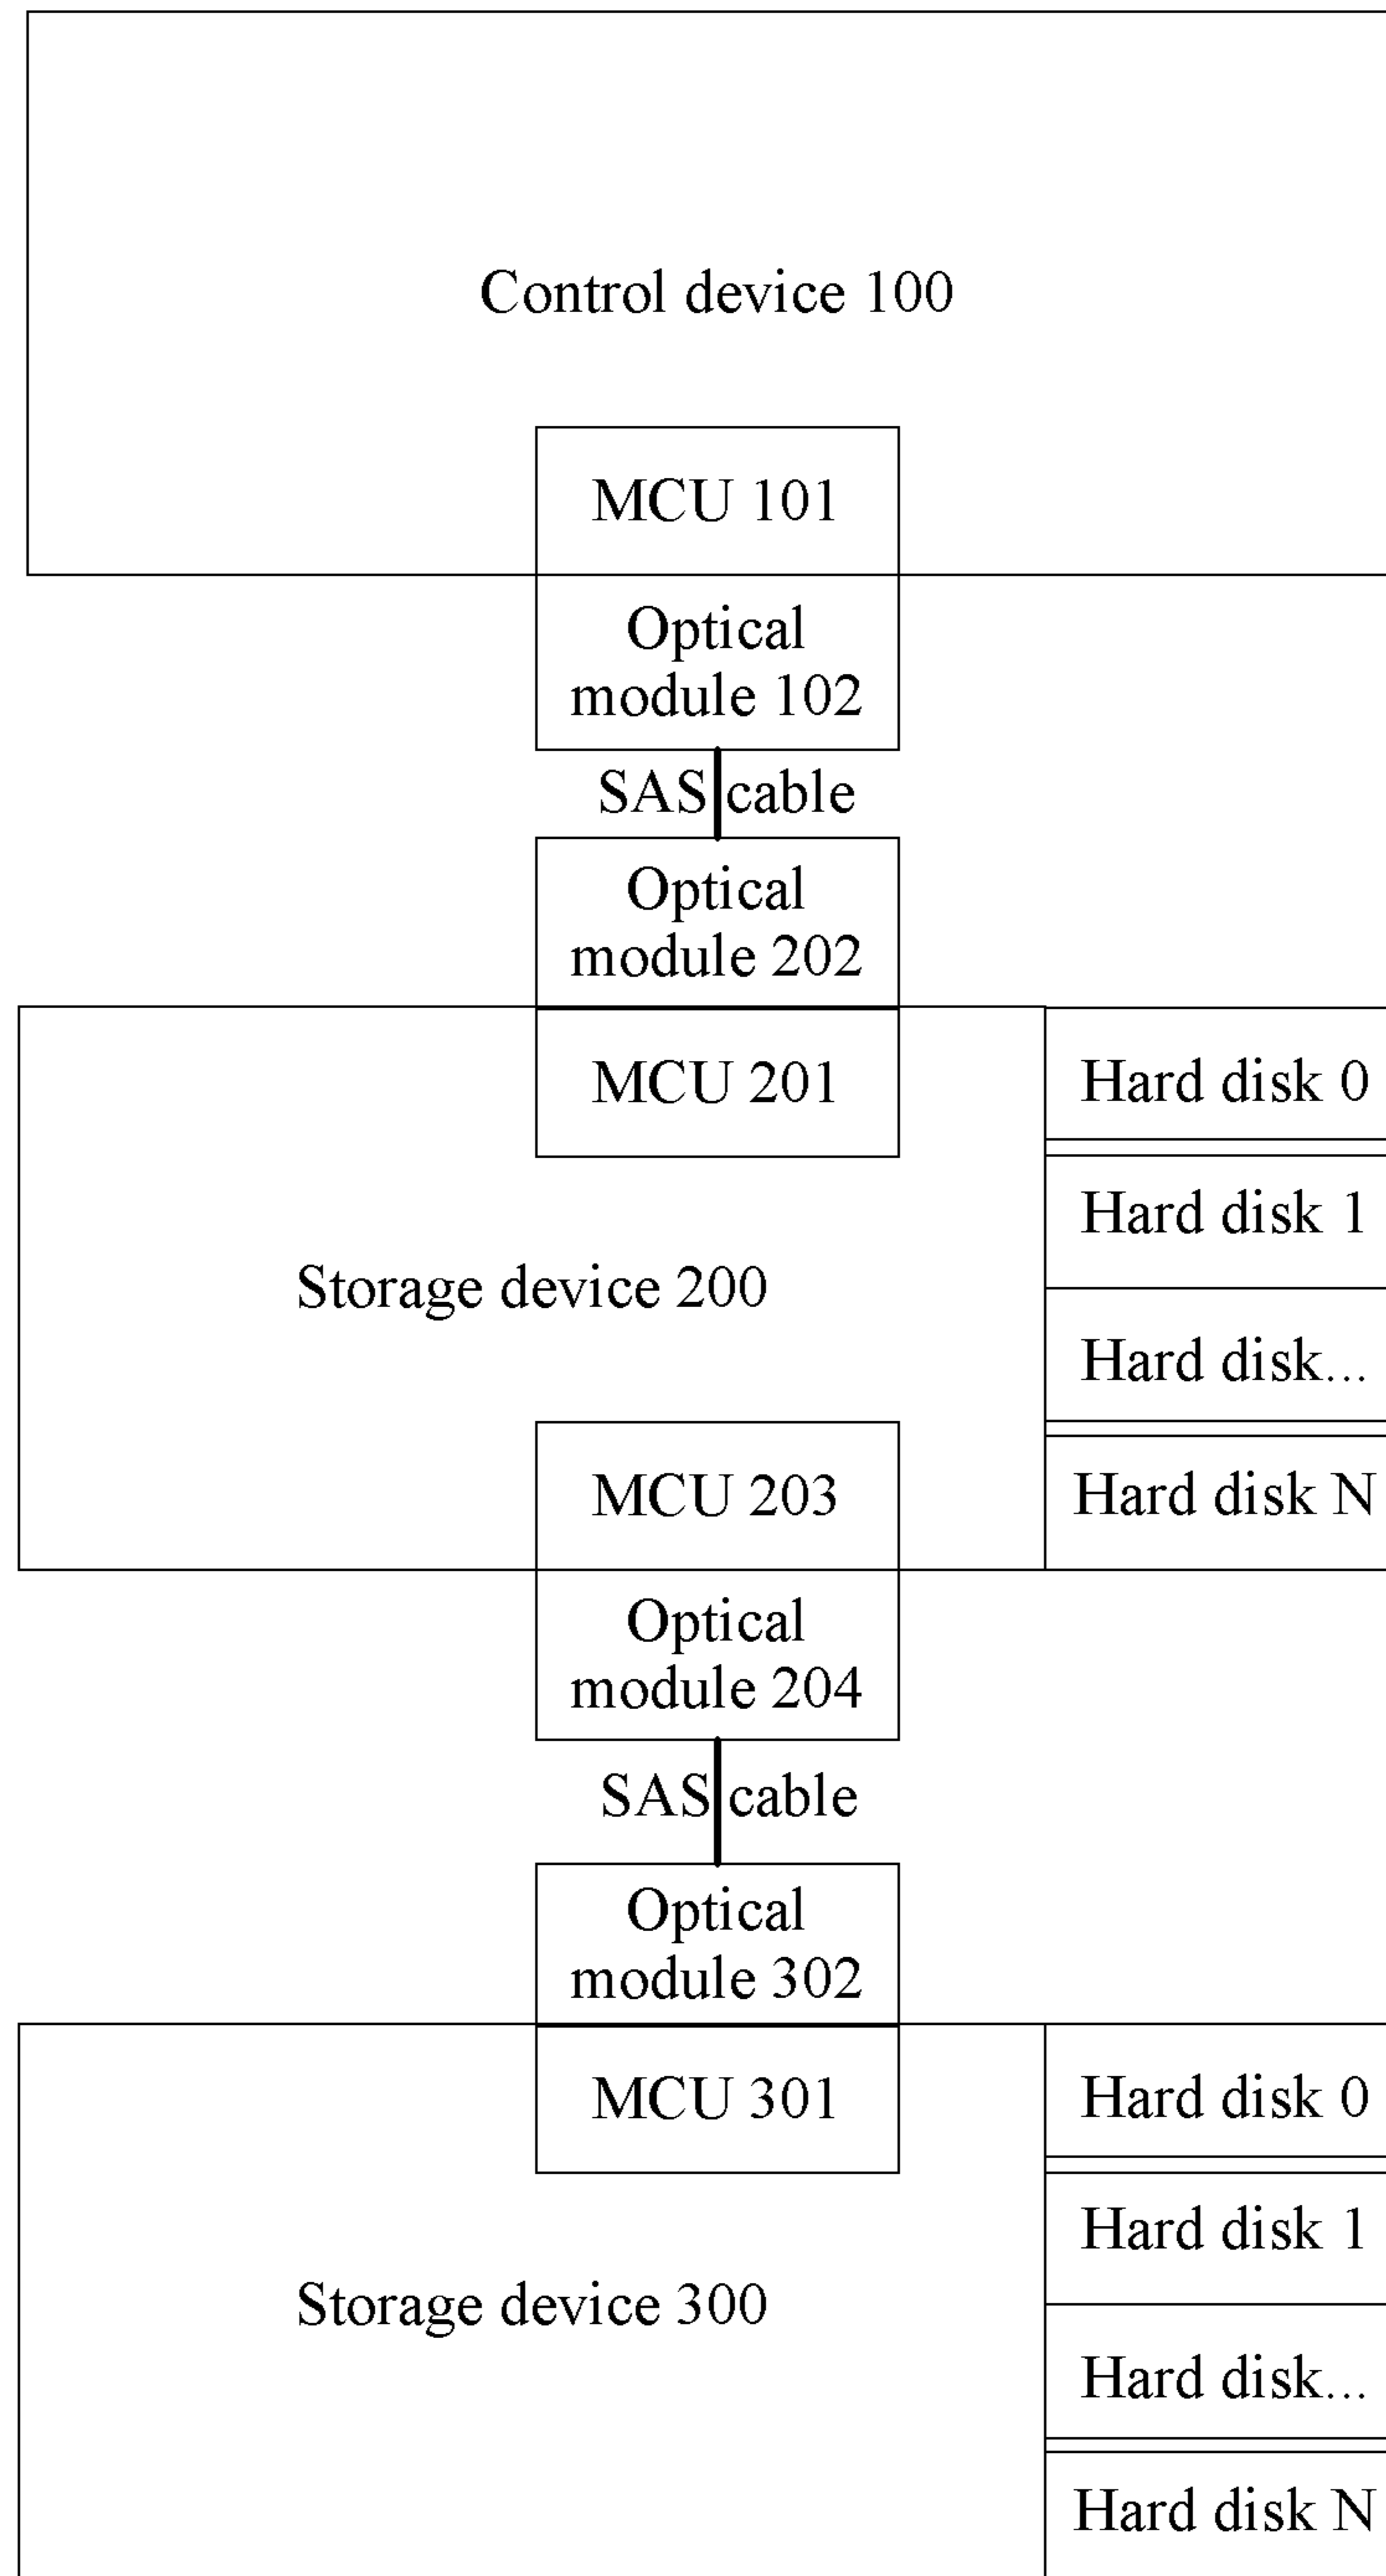 Control device 100
MCU 101
Optical
module 102
SAS cable
Optical
module 202
MCU 201
Hard disk 0
Hard disk 1
Storage device 200
Hard disk...
MCU 203
Hard disk N
Optical
module 204
SAS cable
Optical
module 302
MCU 301
Hard disk 0
Hard disk 1
Storage device 300
Hard disk...
Hard disk N